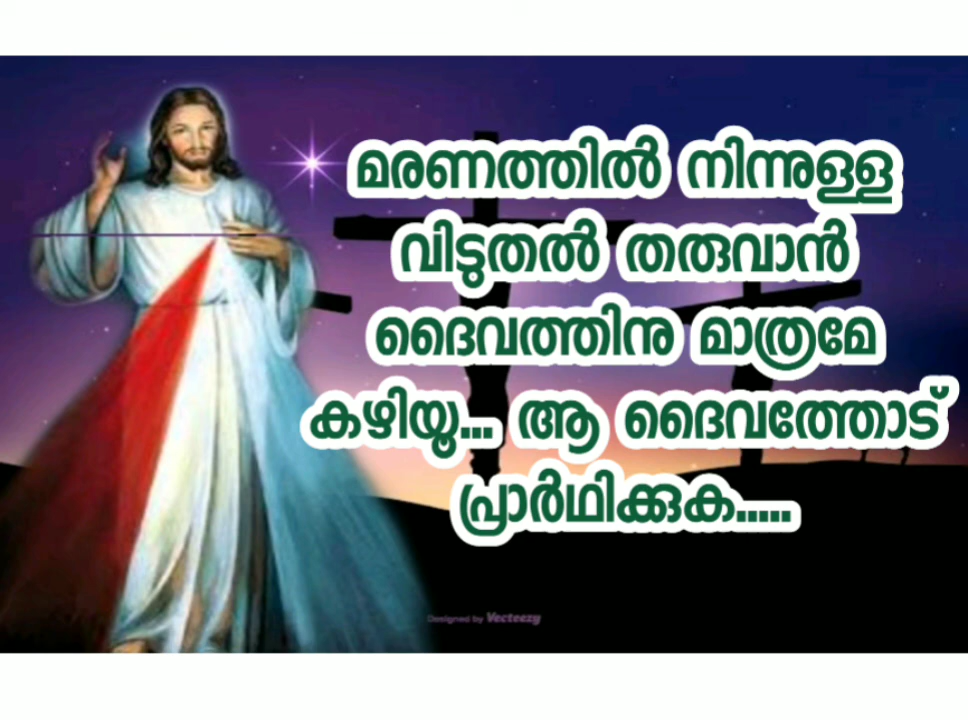 മരണത്തിൽ നിന്നുള്ള
വിടുതൽ തരുവാൻ
ദൈവത്തിനു മാത്രമേ
കഴിയൂ... ആ ദൈവത്തോട്
പ്രാർഥിക്കുക.....
Designed by Vecteezy